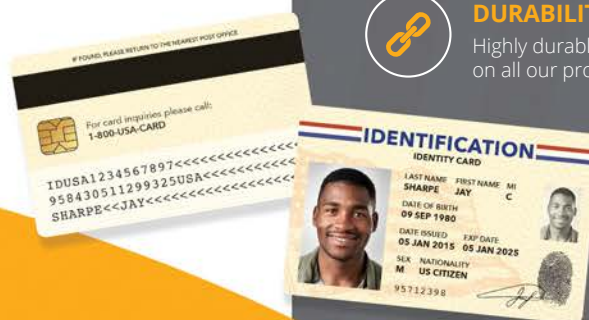 DURABILIT
Highly durabl
on all our pro
IF FOUND, PLEASE RETURN TO THE NEAREST POST OFFICE
For card inquiries please call:
1-800-USA-CARD
IDUSA1234567897<<<<<<<<<<<<<<<
958430511299325USA<<<<<<<<<<<<
SHARPE<<JAY<<<<<<<<<<<<<<<<<<<
IDENTIFICATION
IDENTITY CARD
LAST NAME FIRST NAME MI
SHARPE JAY C
DATE OF BIRTH
09 SEP 1980
DATE ISSUED EXP DATE
05 JAN 2015 05 JAN 2025
SEX NATIONALITY
M US CITIZEN
95712398